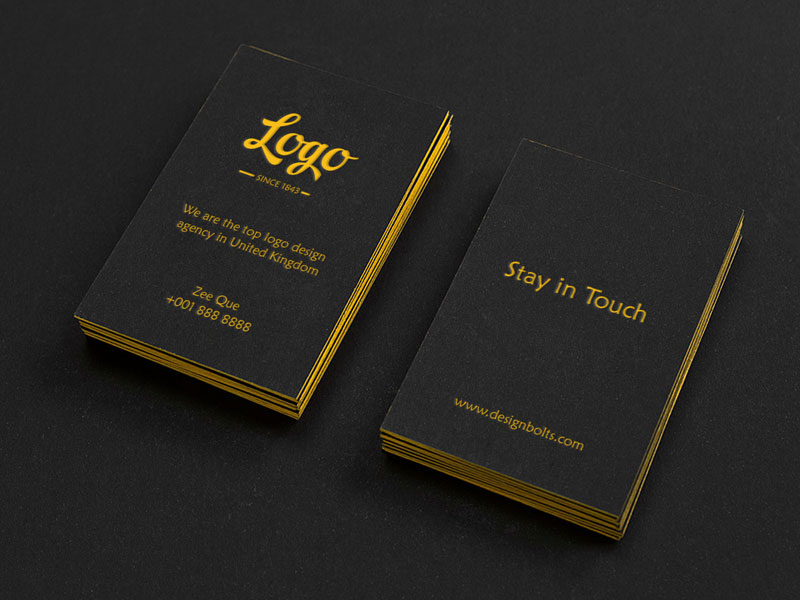 Logo
SINCE 1843
We are the top logo design
agency in United Kingdom
Zee Que
+001 888 8888
Stay in Touch
www.designbolts.com